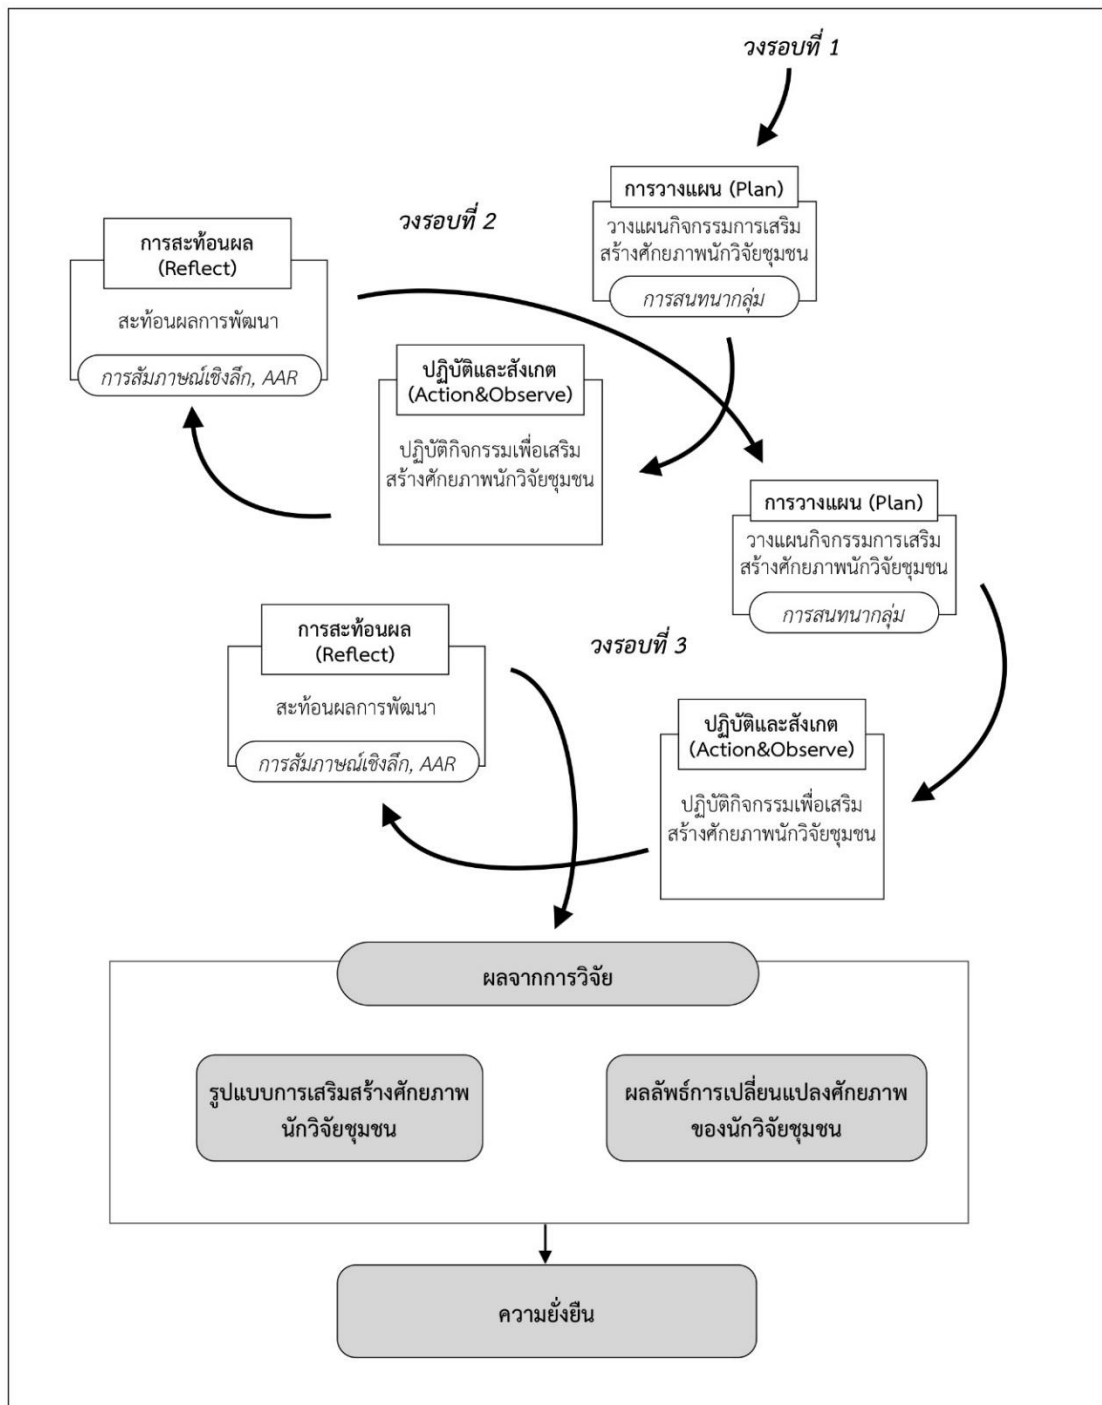 วงรอบที่ 1
การวางแผน (Plan)
วางแผนกิจกรรมการเสริม
สร้างศักยภาพนักวิจัยชุมชน
การสนทนากลุ่ม
วงรอบที่ 2
การสะท้อนผล
(Reflect)
สะท้อนผลการพัฒนา
การสัมภาษณ์เชิงลึก, AAR
ปฏิบัติและสังเกต
(Action&Observe)
ปฏิบัติกิจกรรมเพื่อเสริม
สร้างศักยภาพนักวิจัยชุมชน
การวางแผน (Plan)
วางแผนกิจกรรมการเสริม
สร้างศักยภาพนักวิจัยชุมชน
การสนทนากลุ่ม
การสะท้อนผล
(Reflect)
สะท้อนผลการพัฒนา
การสัมภาษณ์เชิงลึก, AAR
วงรอบที่ 3
ปฏิบัติและสังเกต
(Action&Observe)
ปฏิบัติกิจกรรมเพื่อเสริม
สร้างศักยภาพนักวิจัยชุมชน
ผลจากการวิจัย
รูปแบบการเสริมสร้างศักยภาพ
นักวิจัยชุมชน
ผลลัพธ์การเปลี่ยนแปลงศักยภาพ
ของนักวิจัยชุมชน
ความยั่งยืน